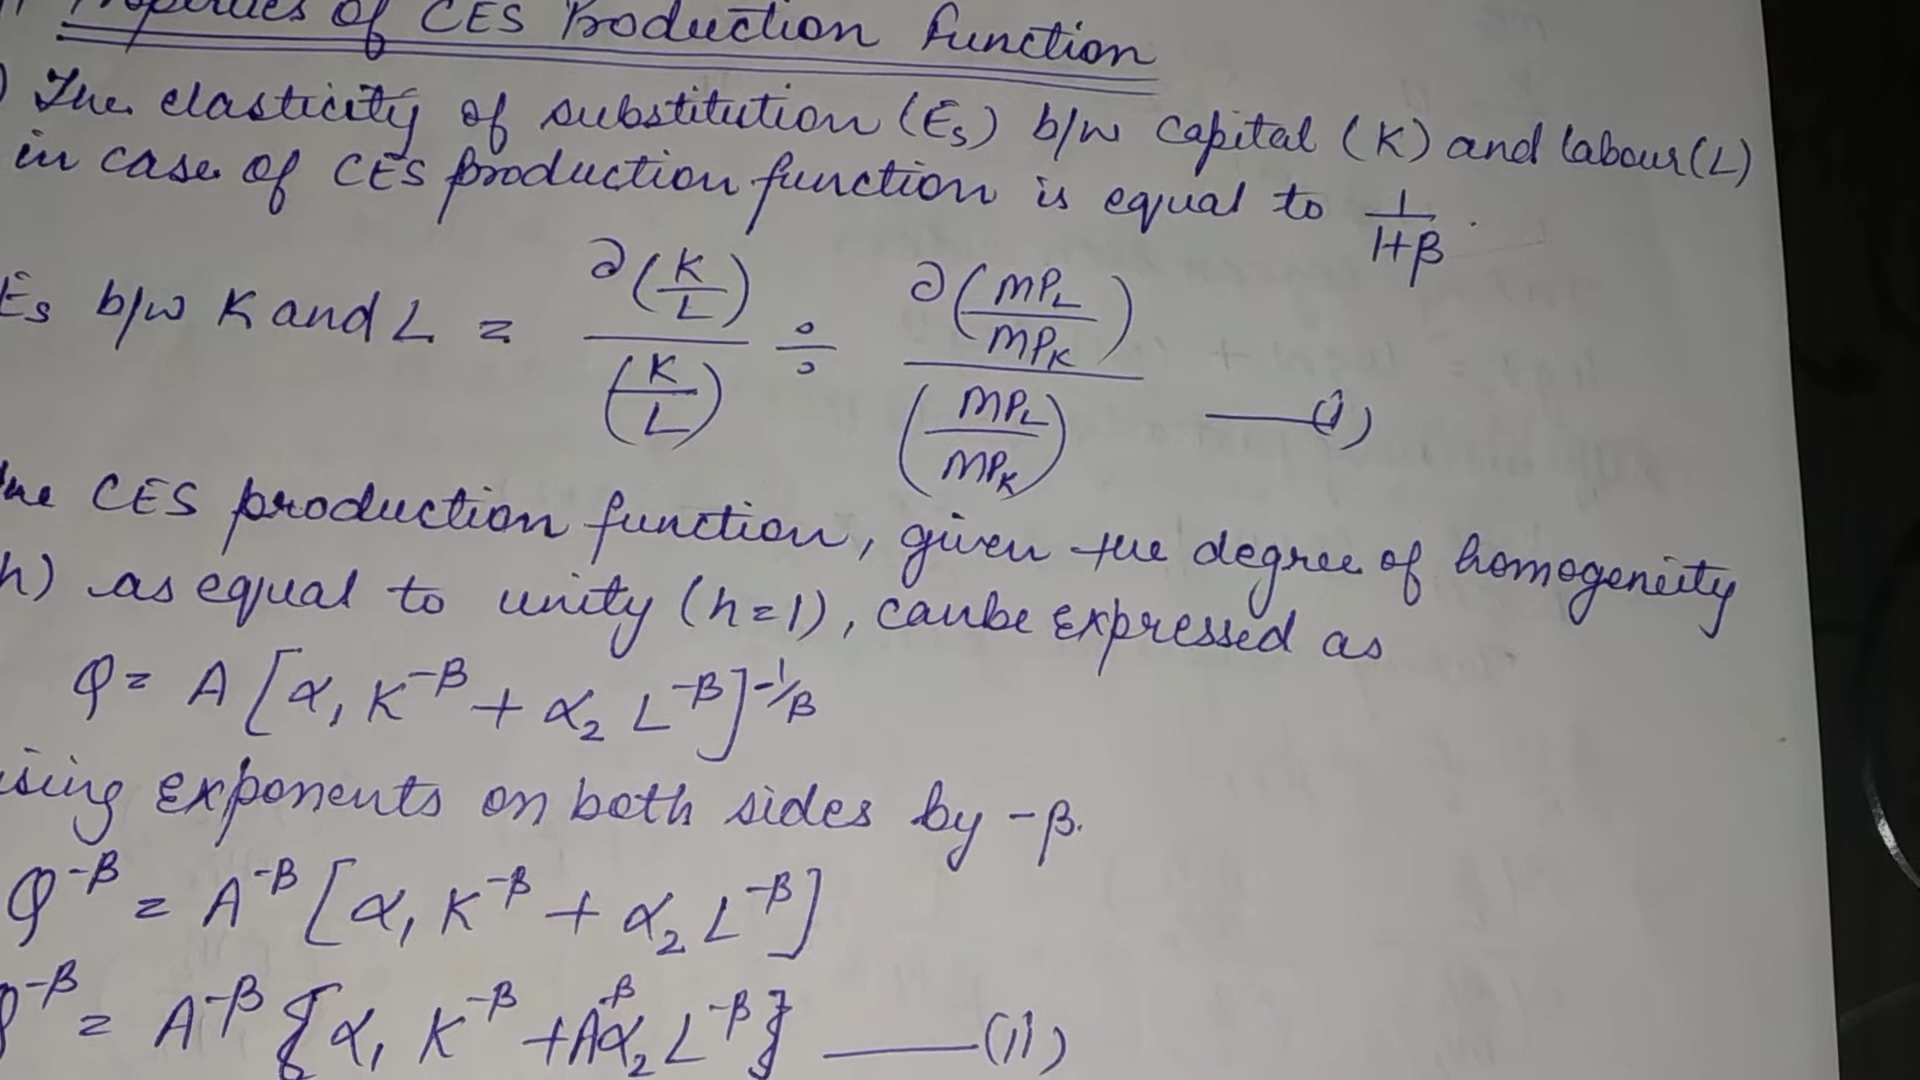 Properties of CES Production Function
) The elasticity of substitution (Es) b/w Capital (K) and labour (L)
in case of CES production function is equal to 1/(1+β).
Es b/w K and L = ∂(K/L)/(K/L) ÷ ∂(MPL/MPK)/(MPL/MPK) —(i)
CES production function, given the degree of homogeneity
h) as equal to unity (h=1), can be expressed as
Q = A [α₁ K^-β + α₂ L^-β]^-1/β
exponents on both sides by -β.
Q^-β = A^-β [α₁ K^-β + α₂ L^-β]
Q^-β = A^-β {α₁ K^-β + A^-β α₂ L^-β} —(ii)